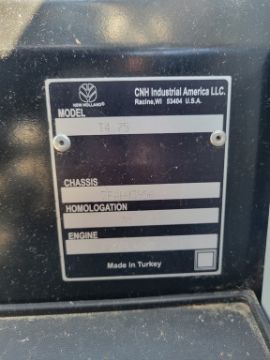 NEW HOLLAND
CNH Industrial America LLC.
Racine,WI 53404 U.S.A.
MODEL
T4.75
CHASSIS
HOMOLOGATION
ENGINE
Made in Turkey